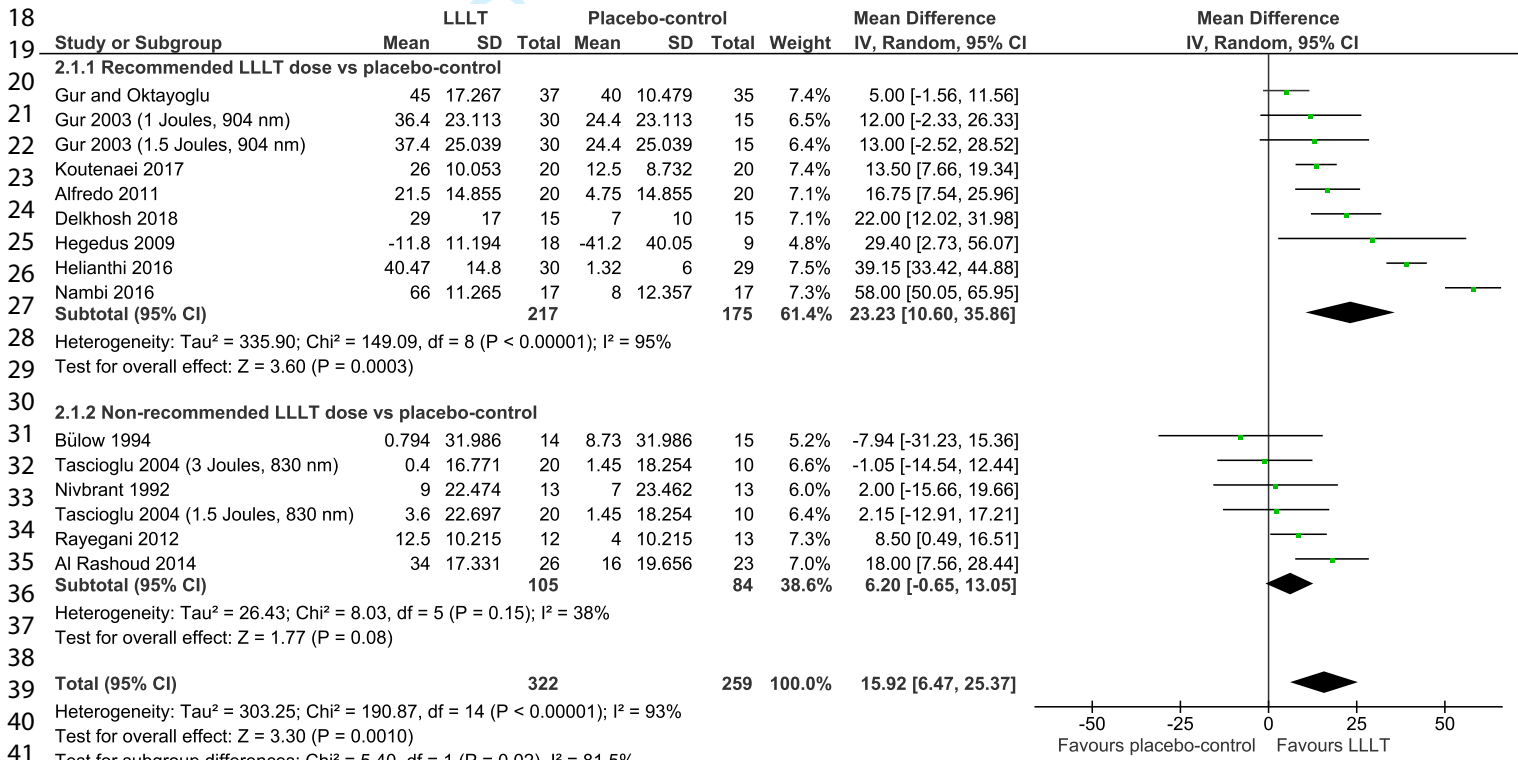 18 LLLT Placebo-control Mean Difference Mean Difference
19 Study or Subgroup Mean SD Total Mean SD Total Weight IV, Random, 95% CI IV, Random, 95% CI
2.1.1 Recommended LLLT dose vs placebo-control
20 Gur and Oktayoglu 45 17.267 37 40 10.479 35 7.4% 5.00 [-1.56, 11.56]
21 Gur 2003 (1 Joules, 904 nm) 36.4 23.113 30 24.4 23.113 15 6.5% 12.00 [-2.33, 26.33]
22 Gur 2003 (1.5 Joules, 904 nm) 37.4 25.039 30 24.4 25.039 15 6.4% 13.00 [-2.52, 28.52]
23 Koutenaei 2017 26 10.053 20 12.5 8.732 20 7.4% 13.50 [7.66, 19.34]
Alfredo 2011 21.5 14.855 20 4.75 14.855 20 7.1% 16.75 [7.54, 25.96]
24 Delkhosh 2018 29 17 15 7 10 15 7.1% 22.00 [12.02, 31.98]
25 Hegedus 2009 -11.8 11.194 18 -41.2 40.05 9 4.8% 29.40 [2.73, 56.07]
26 Helianthi 2016 40.47 14.8 30 1.32 6 29 7.5% 39.15 [33.42, 44.88]
Nambi 2016 66 11.265 17 8 12.357 17 7.3% 58.00 [50.05, 65.95]
27 Subtotal (95% CI) 217 175 61.4% 23.23 [10.60, 35.86]
28 Heterogeneity: Tau² = 335.90; Chi² = 149.09, df = 8 (P < 0.00001); I² = 95%
29 Test for overall effect: Z = 3.60 (P = 0.0003)
30 2.1.2 Non-recommended LLLT dose vs placebo-control
31 Bülow 1994 0.794 31.986 14 8.73 31.986 15 5.2% -7.94 [-31.23, 15.36]
32 Tascioglu 2004 (3 Joules, 830 nm) 0.4 16.771 20 1.45 18.254 10 6.6% -1.05 [-14.54, 12.44]
33 Nivbrant 1992 9 22.474 13 7 23.462 13 6.0% 2.00 [-15.66, 19.66]
34 Tascioglu 2004 (1.5 Joules, 830 nm) 3.6 22.697 20 1.45 18.254 10 6.4% 2.15 [-12.91, 17.21]
Rayegani 2012 12.5 10.215 12 4 10.215 13 7.3% 8.50 [0.49, 16.51]
35 Al Rashoud 2014 34 17.331 26 16 19.656 23 7.0% 18.00 [7.56, 28.44]
36 Subtotal (95% CI) 105 84 38.6% 6.20 [-0.65, 13.05]
37 Heterogeneity: Tau² = 26.43; Chi² = 8.03, df = 5 (P = 0.15); I² = 38%
Test for overall effect: Z = 1.77 (P = 0.08)
38
39 Total (95% CI) 322 259 100.0% 15.92 [6.47, 25.37]
40 Heterogeneity: Tau² = 303.25; Chi² = 190.87, df = 14 (P < 0.00001); I² = 93%
-50 -25 0 25 50
Test for overall effect: Z = 3.30 (P = 0.0010)
Favours placebo-control Favours LLLT
41 Test for subgroup differences: Chi² = 5.40, df = 1 (P = 0.02), I² = 81.5%